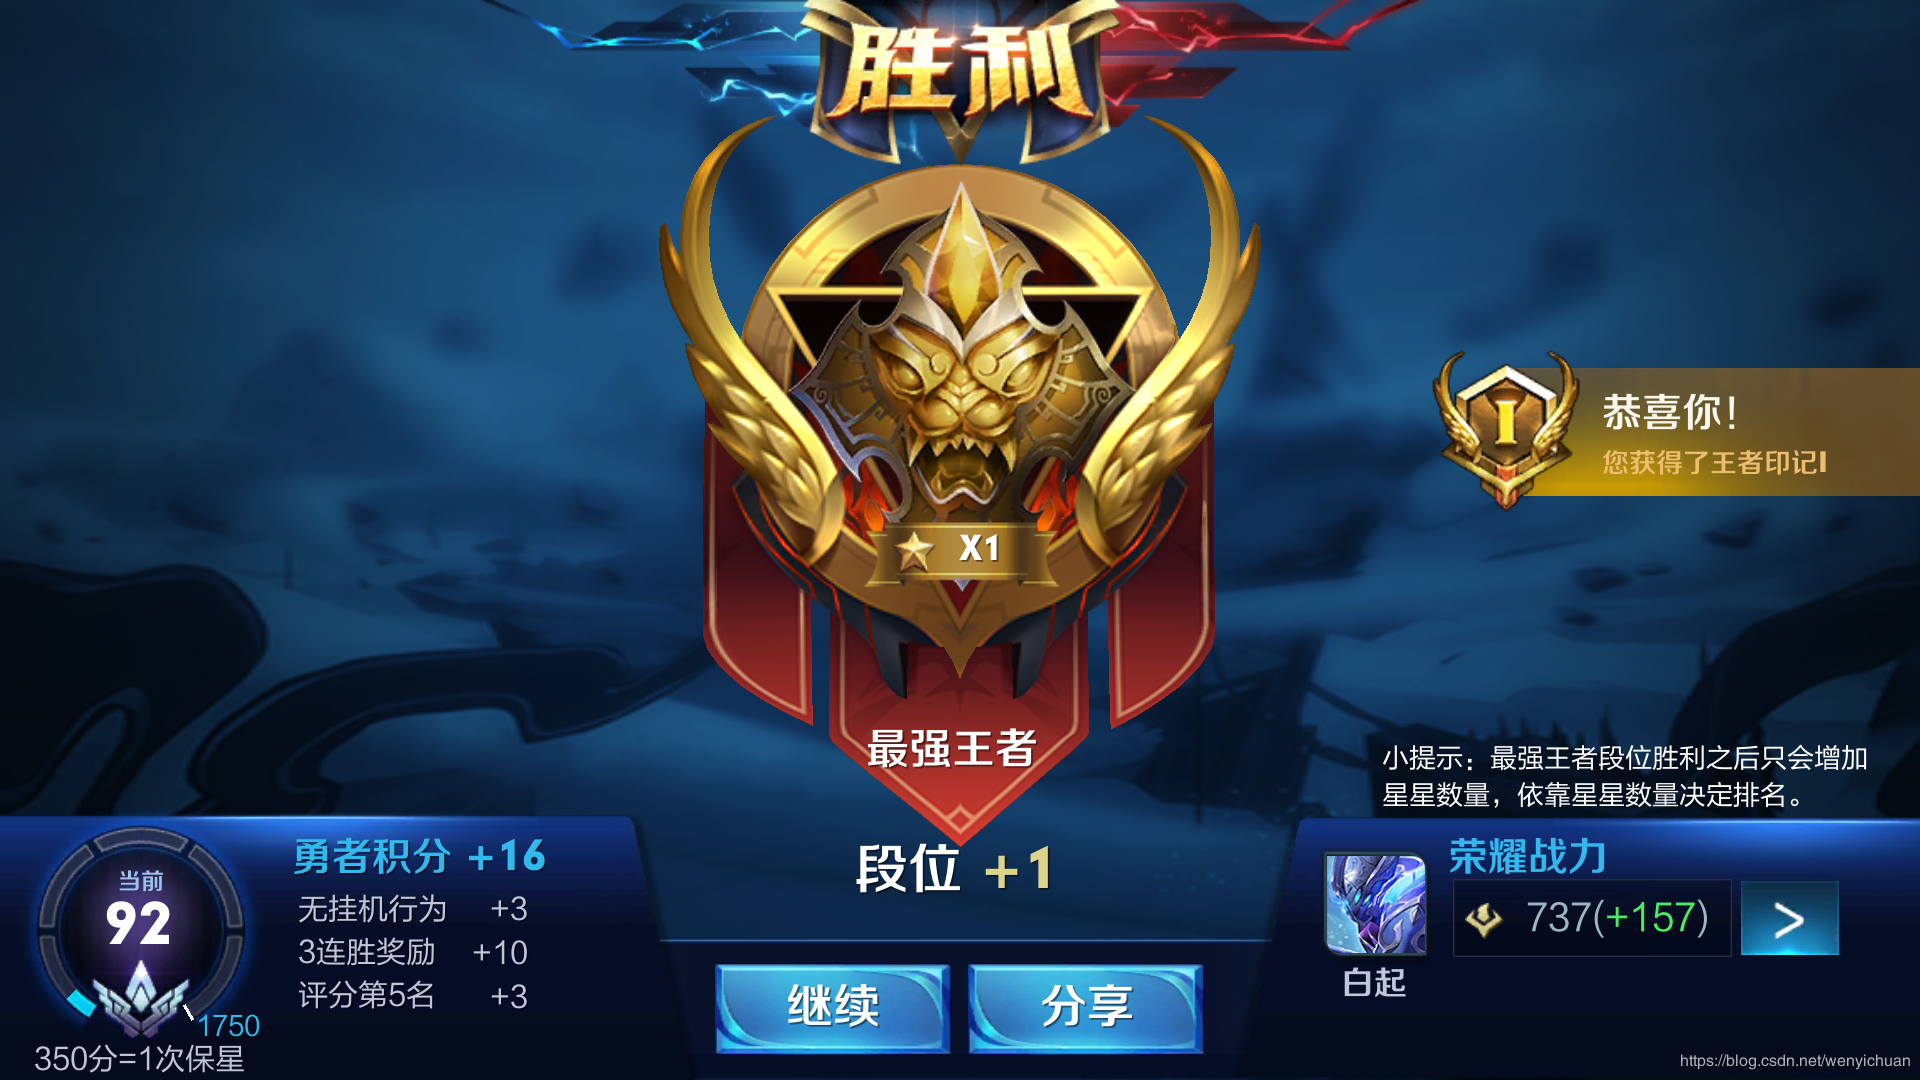 胜利
I
恭喜你！
您获得了王者印记I
X1
最强王者
小提示：最强王者段位胜利之后只会增加
星星数量，依靠星星数量决定排名。
段位 +1
当前
92
1750
350分=1次保星
勇者积分 +16
无挂机行为 +3
3连胜奖励 +10
评分第5名 +3
继续
分享
荣耀战力
737(+157)
>
白起
https://blog.csdn.net/wenyichuan